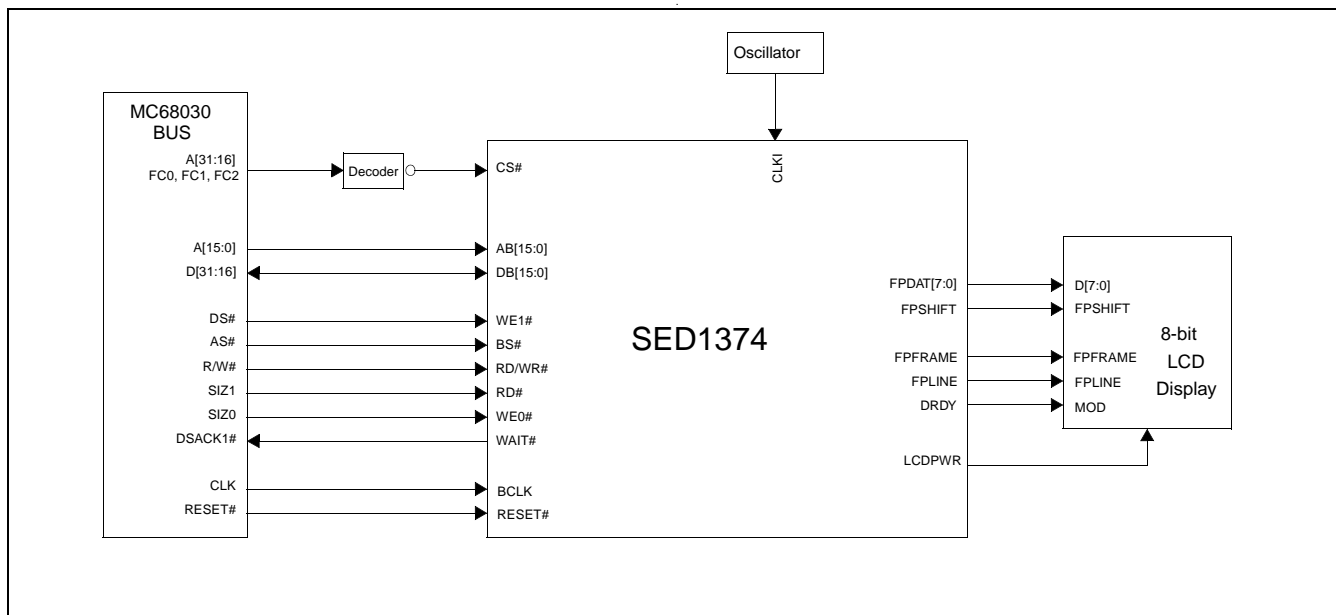 Oscillator
MC68030
BUS
A[31:16]
FC0, FC1, FC2
Decoder
CS#
CLKI
A[15:0]
AB[15:0]
D[31:16]
DB[15:0]
DS#
WE1#
AS#
BS#
R/W#
RD/WR#
SIZ1
RD#
SIZ0
WE0#
DSACK1#
WAIT#
CLK
BCLK
RESET#
RESET#
SED1374
FPDAT[7:0]
D[7:0]
FPSHIFT
FPSHIFT
FPFRAME
FPFRAME
FPLINE
FPLINE
DRDY
MOD
LCDPWR
8-bit
LCD
Display